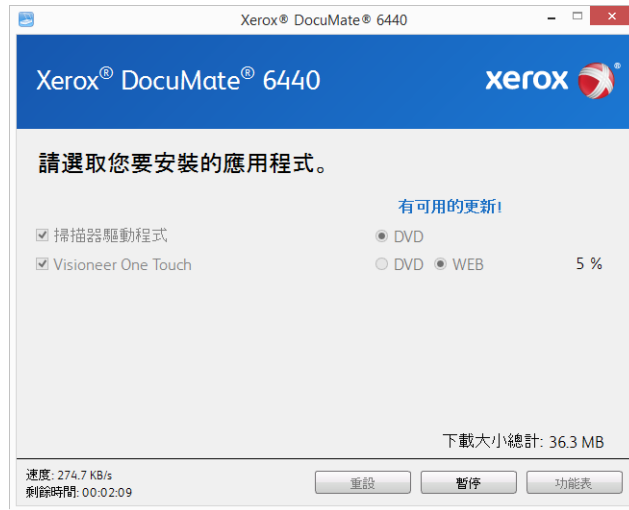 Xerox® DocuMate® 6440
Xerox® DocuMate® 6440
xerox®
請選取您要安裝的應用程式。
有可用的更新!
掃描器驅動程式 DVD
Visioneer One Touch DVD WEB 5 %
下載大小總計: 36.3 MB
速度: 274.7 KB/s
剩餘時間: 00:02:09
重設 暫停 功能表